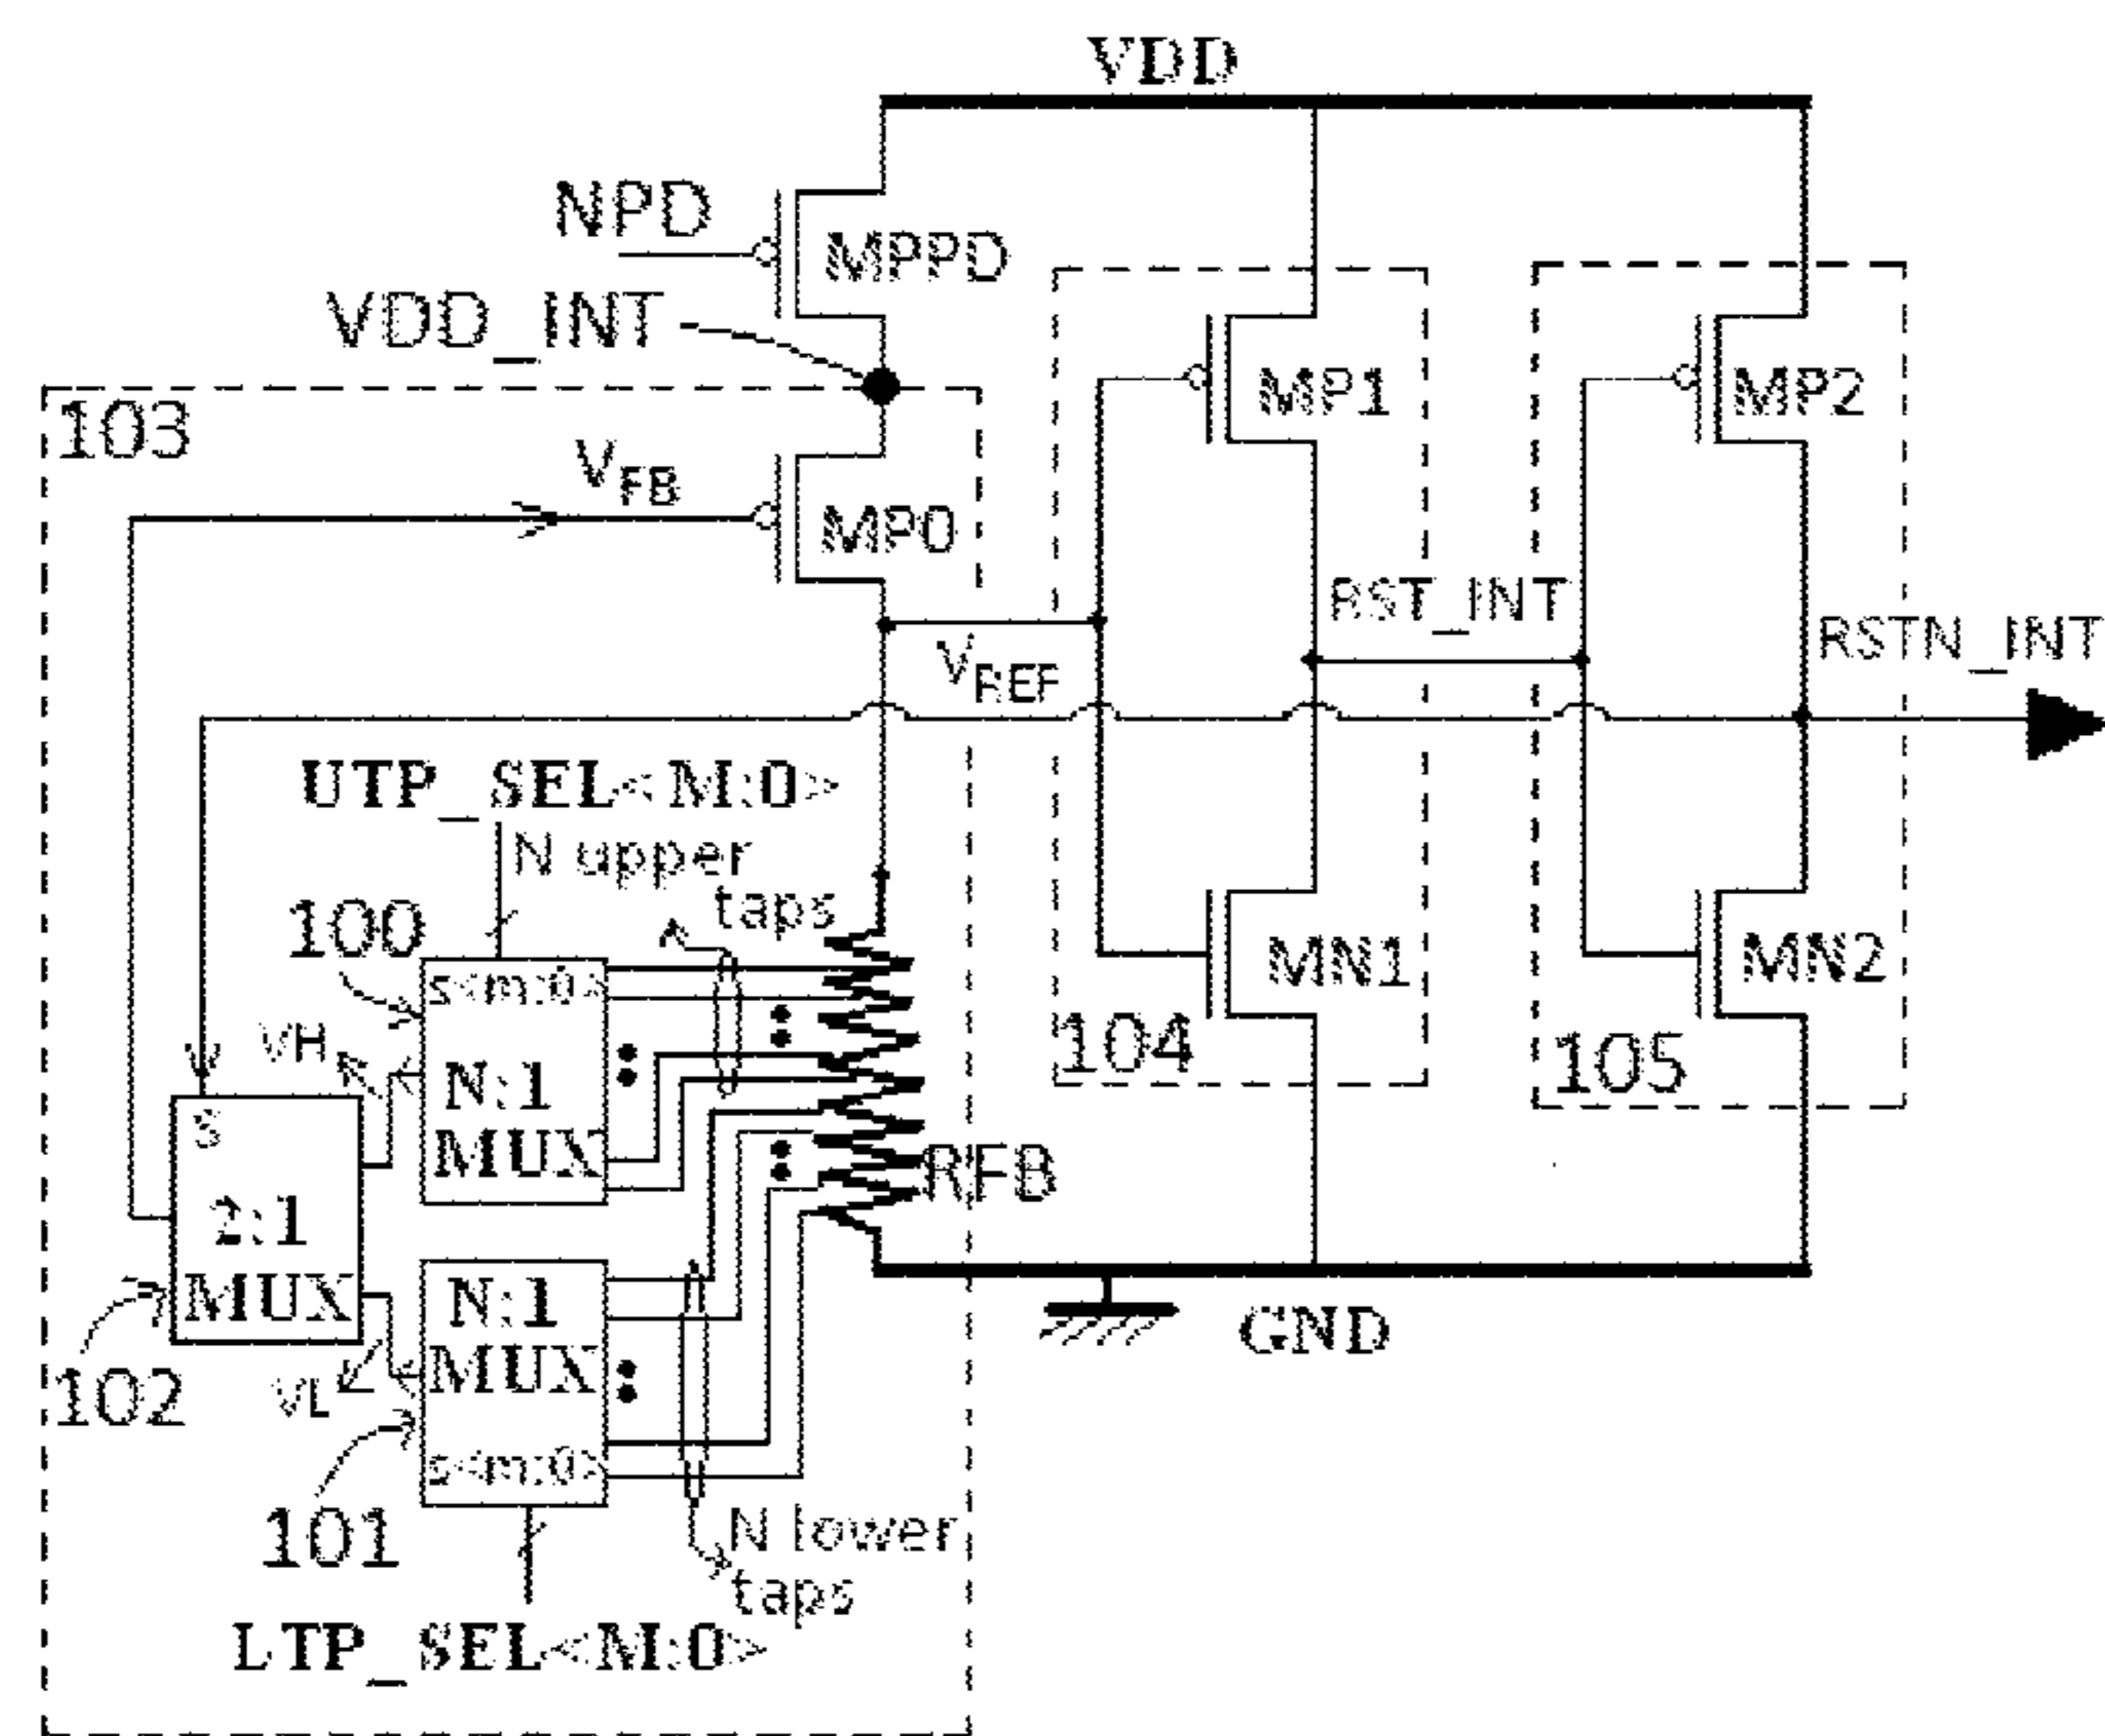 VDD
NPD
MPPD
VDD_INT
103
VFB
MP0
MP1
MP2
RST_INT
RSTN_INT
VREF
UTP_SEL<M:0>
N upper
taps
100
s<m:0>
VH
N:1
MUX
MN1
MN2
104
105
S
2:1
MUX
RFB
N:1
MUX
s<m:0>
GND
102
VL
101
N lower
taps
LTP_SEL<M:0>